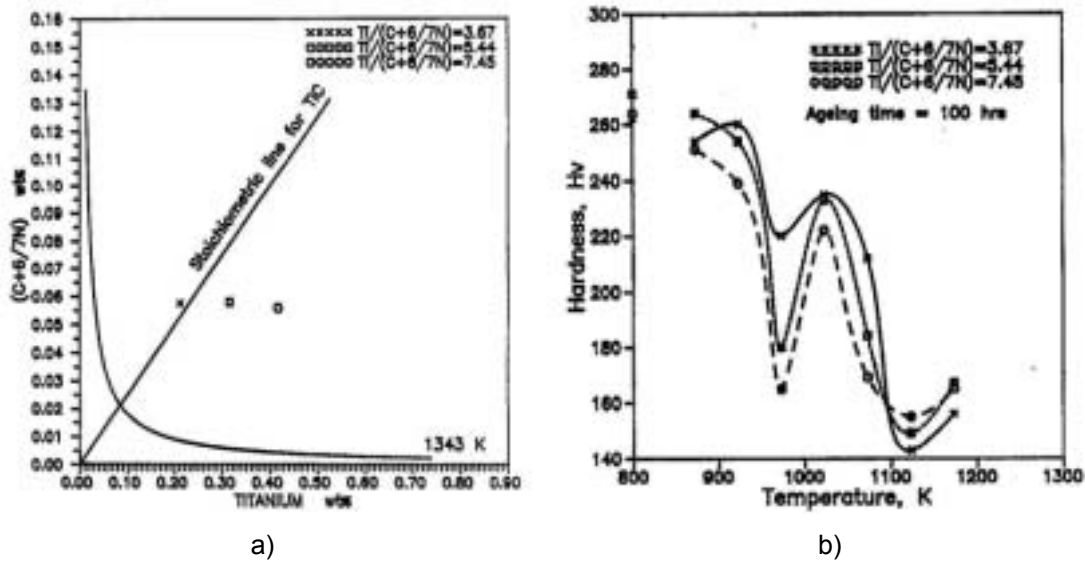 0.16
0.15
0.14
0.13
0.12
0.11
0.10
0.09
0.08
0.07
0.06
0.05
0.04
0.03
0.02
0.01
0.00
(C+6/7N) wt%
xxxxx TI/(C+6/7N)=3.67
TI/(C+6/7N)=5.44
TI/(C+6/7N)=7.45
Stoichiometric line for TiC
1343 K
0.00 0.10 0.20 0.30 0.40 0.50 0.60 0.70 0.80 0.90
TITANIUM wt%
a)
300
280
260
240
220
200
180
160
140
Hardness, Hv
TI/(C+6/7N)=3.67
TI/(C+6/7N)=5.44
TI/(C+6/7N)=7.45
Ageing time = 100 hrs
800 900 1000 1100 1200 1300
Temperature, K
b)